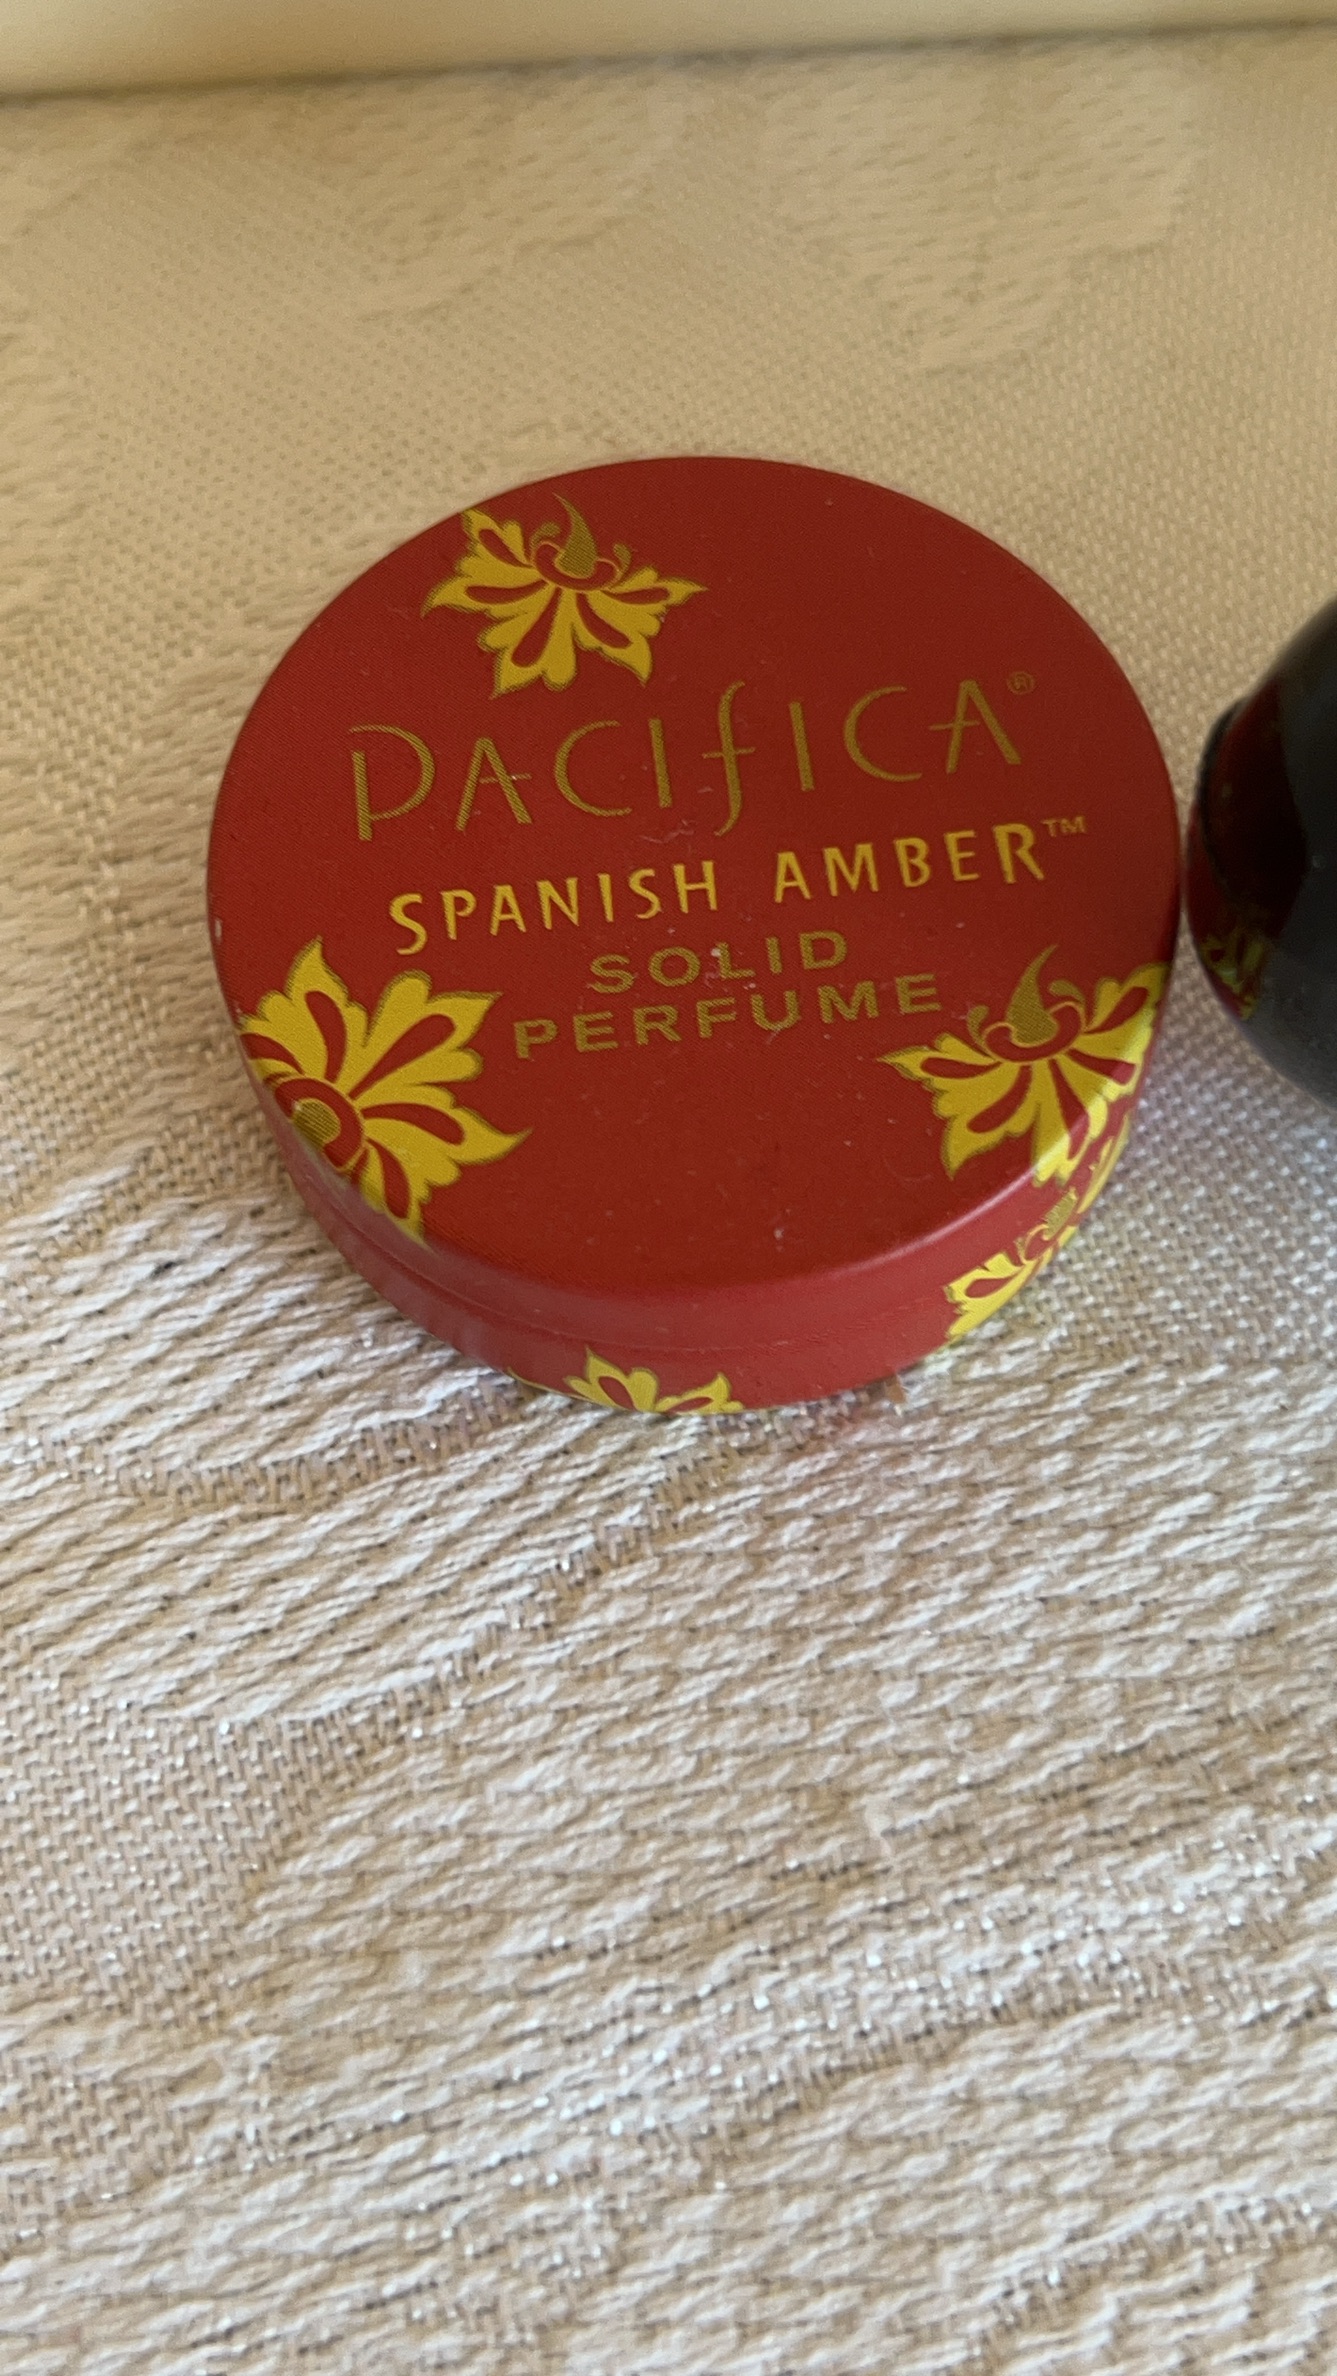 PACIfICA®
SPANISH AMBER™
SOLID
PERFUME